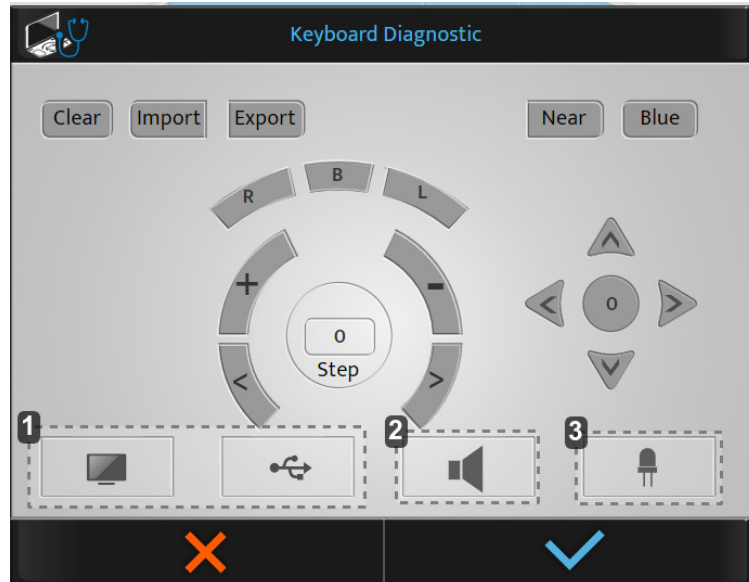 Keyboard Diagnostic
Clear Import Export Near Blue
R B L
+ -
0
Step
0
< >
1 2 3